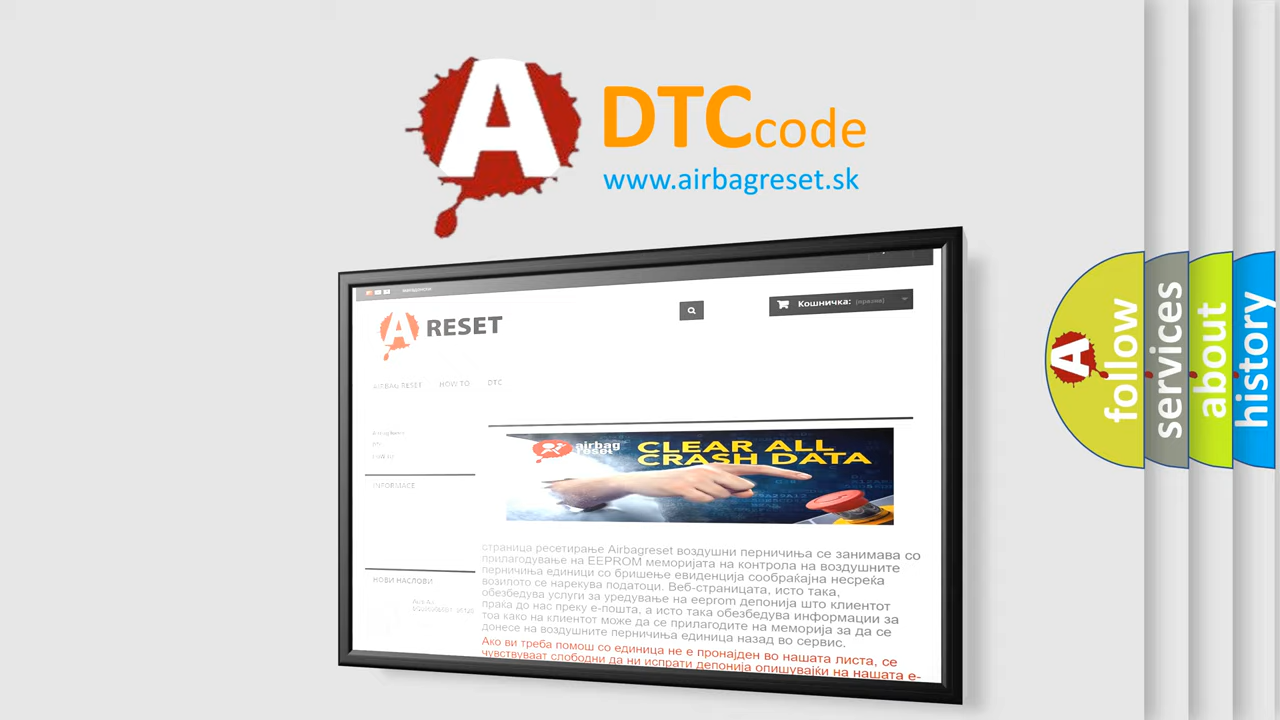 A DTCcode
www.airbagreset.sk
A RESET
Кошничка: (празни)
AIRBAG RESET HOW TO DTC
INFORMACE
airbag
reset
CLEAR ALL
CRASH DATA
страница ресетирање Airbagreset воздушни перничиња се занимава со
прилагодување на EEPROM меморијата на контрола на воздушните
перничиња единици со бришење евиденција сообраќајна несреќа
возилото се нарекува податоци. Веб-страницата, исто така,
обезбедува услуги за уредување на eeprom депонија што клиентот
праќа до нас преку е-пошта, а исто така обезбедува информации за
тоа како на клиентот може да се прилагодите на меморија за да се
донесе на воздушните перничиња единица назад во сервис.
Ако ви треба помош со единица не е пронајден во нашата листа, се
чувствуваат слободни да ни испрати депонија опишувајќи на нашата е-
НОВИ НАСЛОВИ
A follow
services
about
history